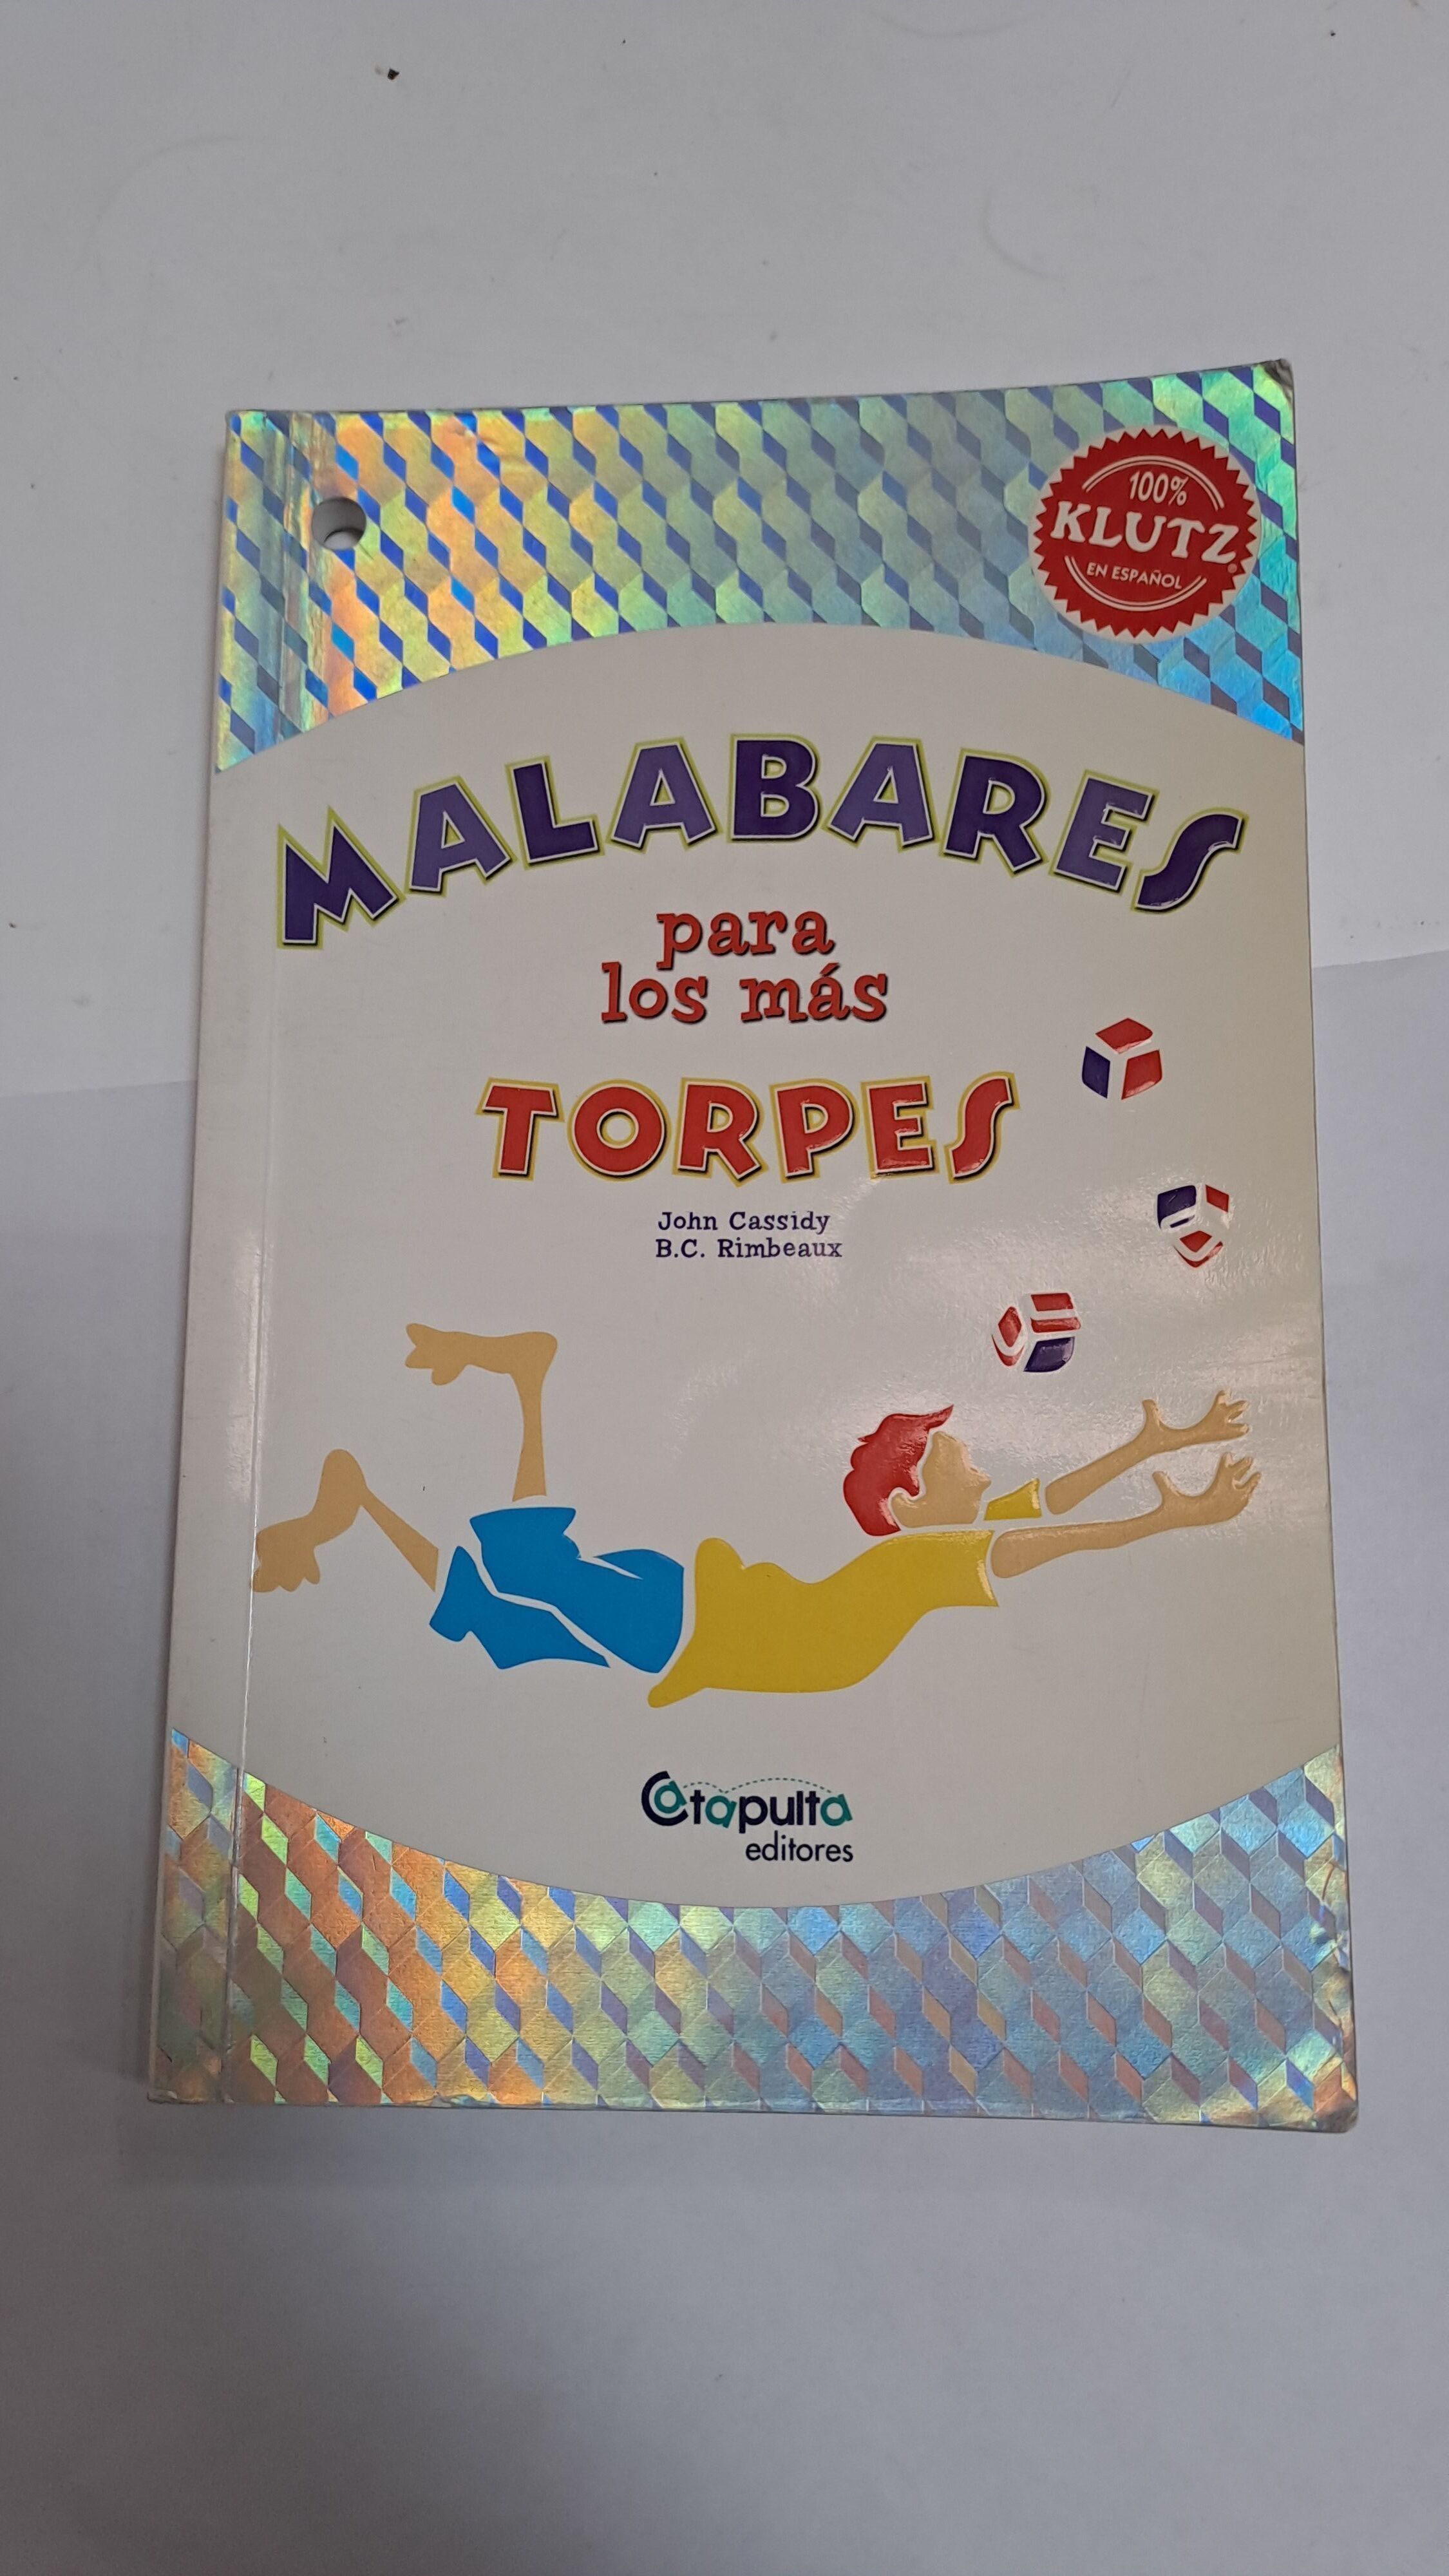 100%
KLUTZ®
EN ESPAÑOL
MALABARES
para
los más
TORPES
John Cassidy
B.C. Rimbeaux
Catapulta
editores